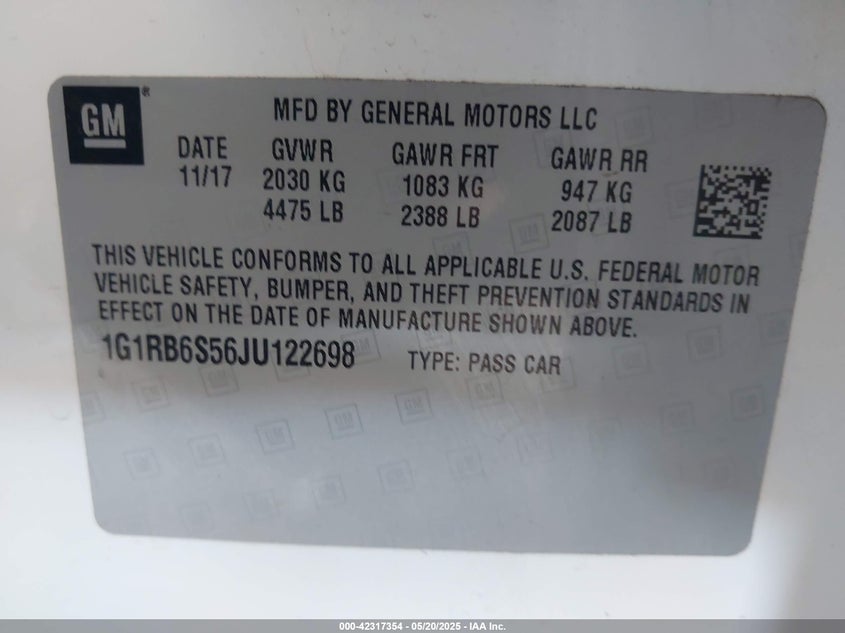 GM ®
MFD BY GENERAL MOTORS LLC
DATE GVWR GAWR FRT GAWR RR
11/17 2030 KG 1083 KG 947 KG
4475 LB 2388 LB 2087 LB
THIS VEHICLE CONFORMS TO ALL APPLICABLE U.S. FEDERAL MOTOR
VEHICLE SAFETY, BUMPER, AND THEFT PREVENTION STANDARDS IN
EFFECT ON THE DATE OF MANUFACTURE SHOWN ABOVE.
1G1RB6S56JU122698 TYPE: PASS CAR
000-42317354 - 05/20/2025 - IAA Inc.